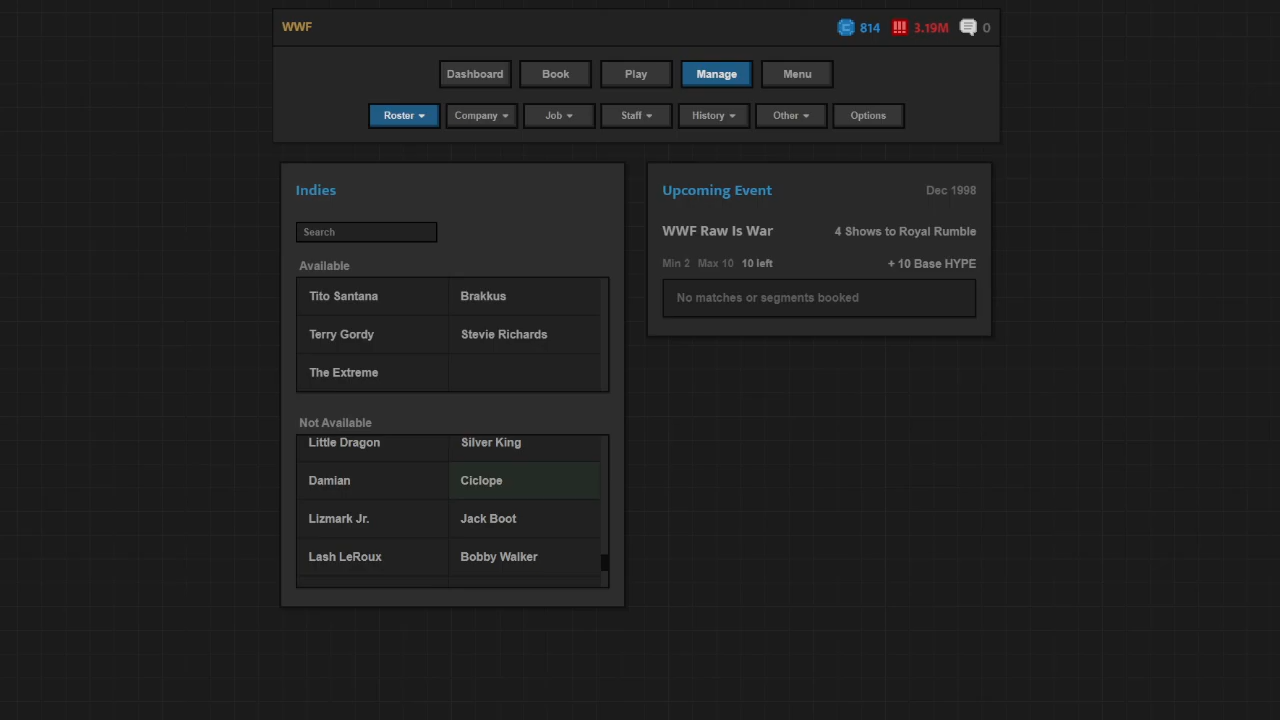 WWF 814 3.19M 0
Dashboard Book Play Manage Menu
Roster Company Job Staff History Other Options
Indies
Search
Available
Tito Santana Brakkus
Terry Gordy Stevie Richards
The Extreme
Not Available
Little Dragon Silver King
Damian Ciclope
Lizmark Jr. Jack Boot
Lash LeRoux Bobby Walker
Upcoming Event Dec 1998
WWF Raw Is War 4 Shows to Royal Rumble
Min 2 Max 10 10 left + 10 Base HYPE
No matches or segments booked